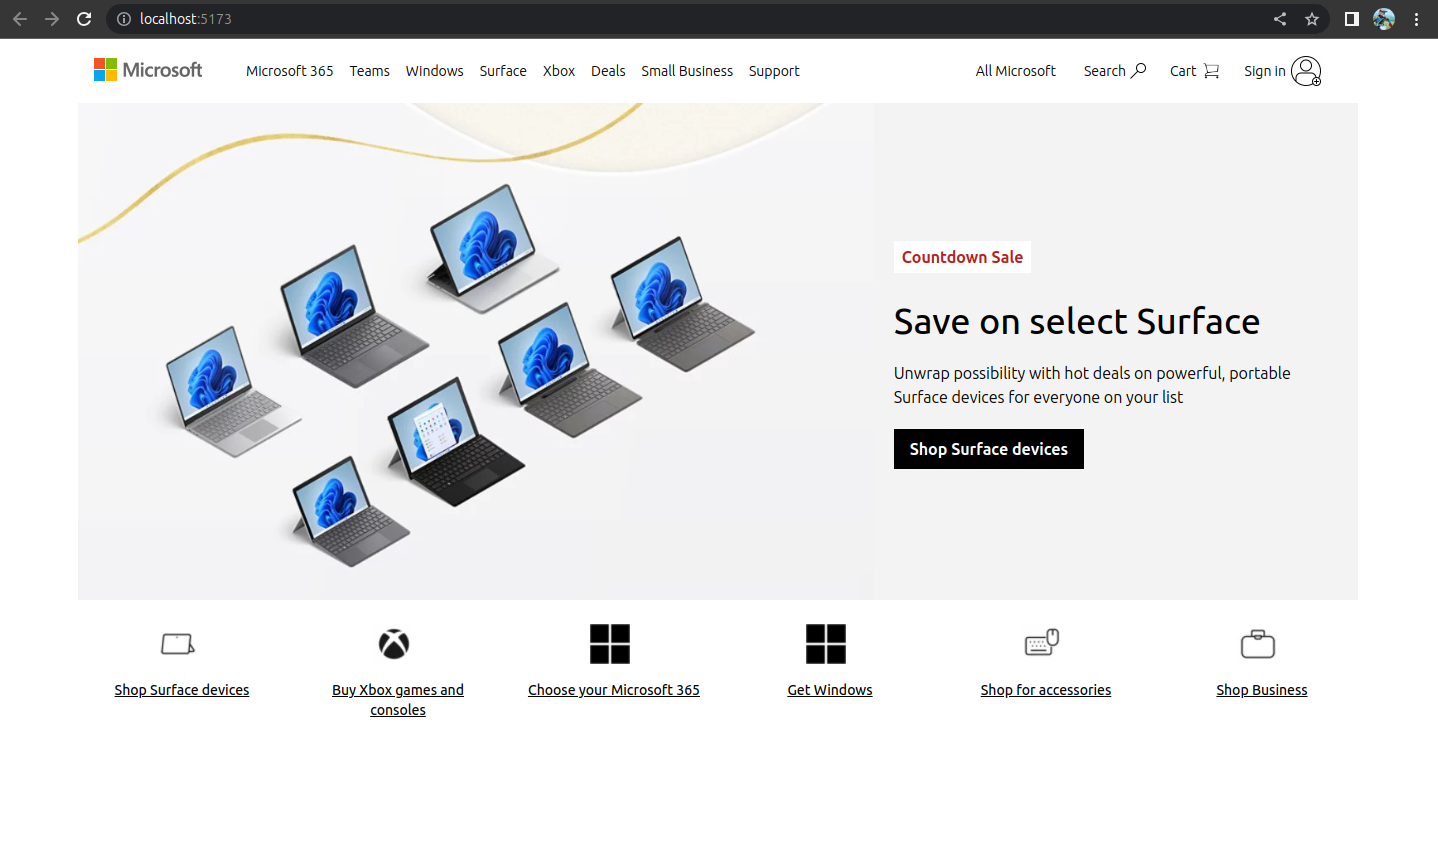 localhost:5173
Microsoft Microsoft 365 Teams Windows Surface Xbox Deals Small Business Support All Microsoft Search Cart Sign in
Countdown Sale
Save on select Surface
Unwrap possibility with hot deals on powerful, portable
Surface devices for everyone on your list
Shop Surface devices
Shop Surface devices
Buy Xbox games and
consoles
Choose your Microsoft 365
Get Windows
Shop for accessories
Shop Business